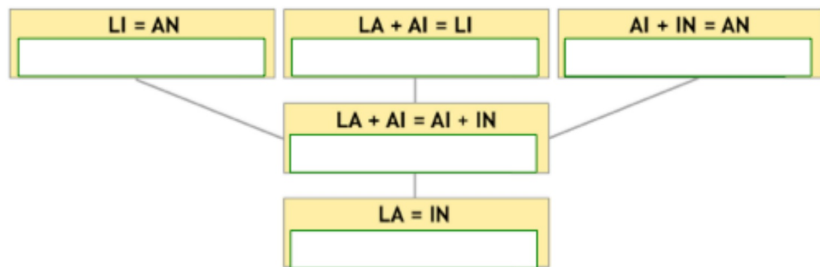 LI = AN
LA + AI = LI
AI + IN = AN
LA + AI = AI + IN
LA = IN